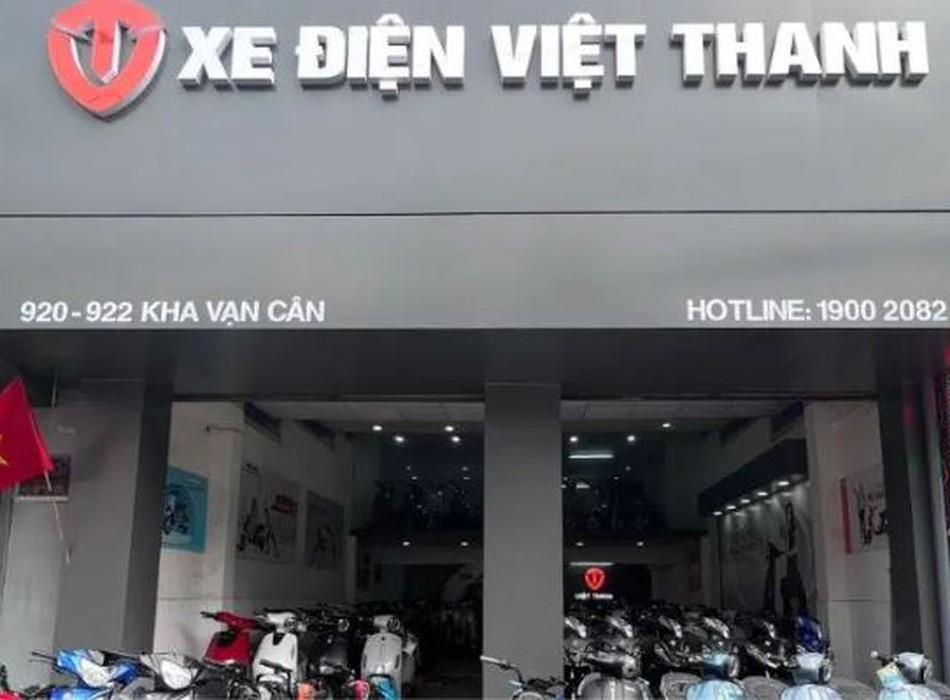 XE ĐIỆN VIỆT THANH
920 - 922 KHA VẠN CÂN
HOTLINE: 1900 2082
VIỆT THANH